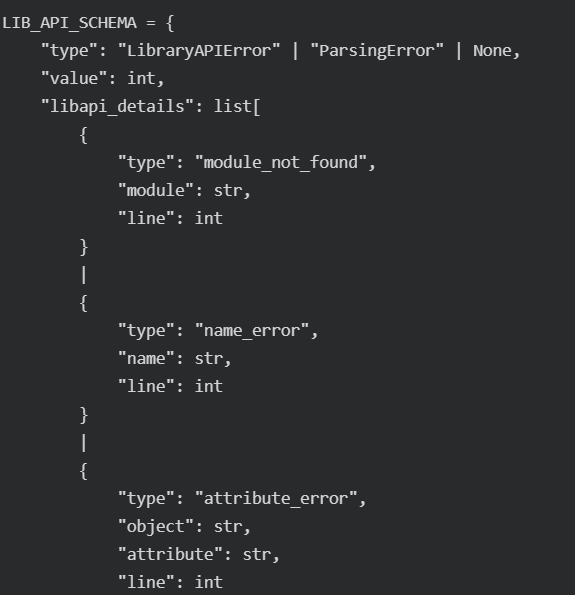 LIB_API_SCHEMA = {
    "type": "LibraryAPIError" | "ParsingError" | None,
    "value": int,
    "libapi_details": list[
        {
            "type": "module_not_found",
            "module": str,
            "line": int
        }
        |
        {
            "type": "name_error",
            "name": str,
            "line": int
        }
        |
        {
            "type": "attribute_error",
            "object": str,
            "attribute": str,
            "line": int